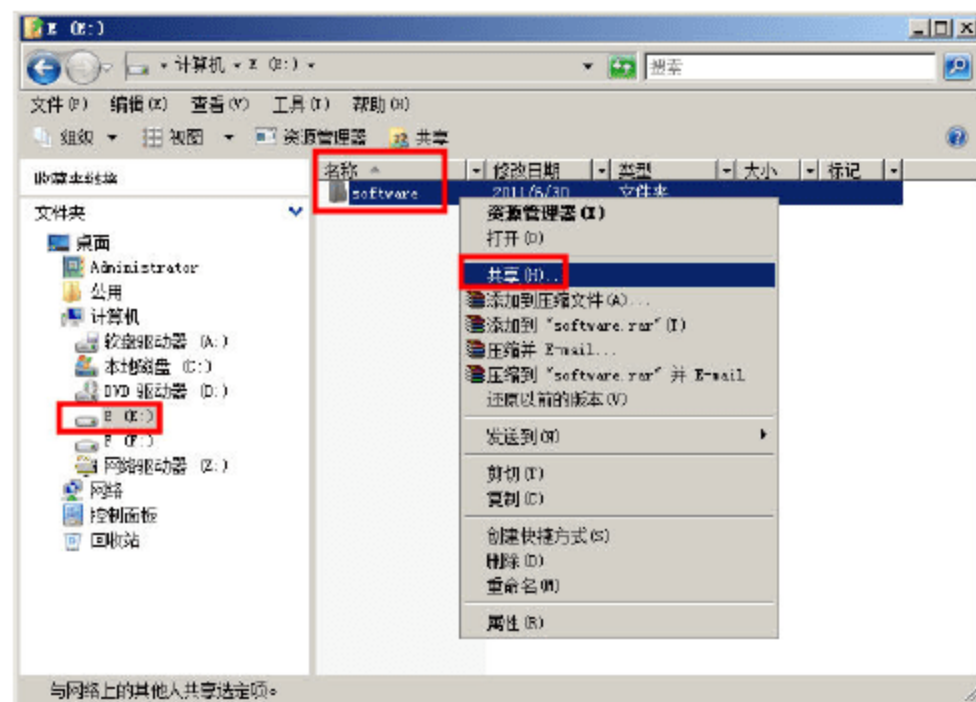 E (E:)
计算机 E (E:) 搜索
文件(F) 编辑(E) 查看(V) 工具(T) 帮助(H)
组织 视图 资源管理器 共享
收藏夹链接
文件夹
桌面
Administrator
公用
计算机
软盘驱动器 (A:)
本地磁盘 (C:)
DVD 驱动器 (D:)
E (E:)
F (F:)
网络驱动器 (Z:)
网络
控制面板
回收站
名称 修改日期 类型 大小 标记
software 2011/6/30 文件夹
资源管理器(X)
打开(O)
共享(H)...
添加到压缩文件(A)...
添加到 "software.rar"(T)
压缩并 E-mail...
压缩到 "software.rar" 并 E-mail
还原以前的版本(V)
发送到(N)
剪切(T)
复制(C)
创建快捷方式(S)
删除(D)
重命名(M)
属性(R)
与网络上的其他人共享选定项。